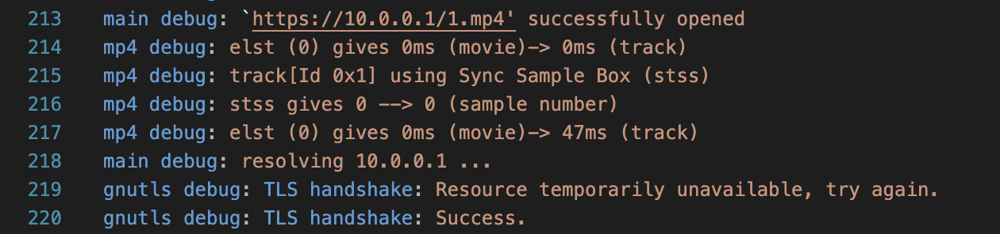 213 main debug: `https://10.0.0.1/1.mp4' successfully opened
214 mp4 debug: elst (0) gives 0ms (movie)-> 0ms (track)
215 mp4 debug: track[Id 0x1] using Sync Sample Box (stss)
216 mp4 debug: stss gives 0 --> 0 (sample number)
217 mp4 debug: elst (0) gives 0ms (movie)-> 47ms (track)
218 main debug: resolving 10.0.0.1 ...
219 gnutls debug: TLS handshake: Resource temporarily unavailable, try again.
220 gnutls debug: TLS handshake: Success.